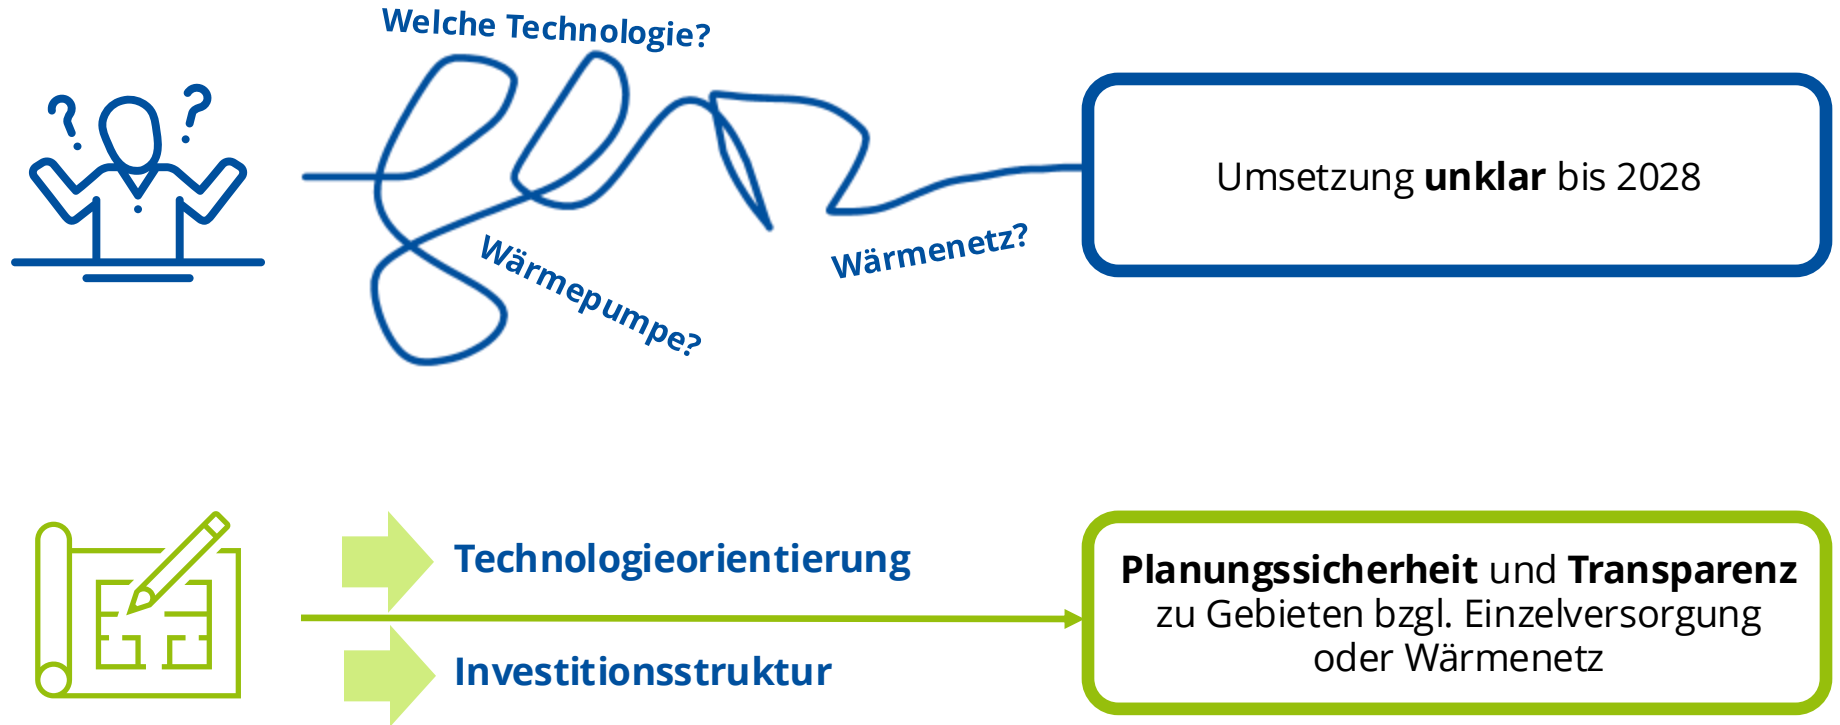 Welche Technologie?
Wärmepumpe?
Wärmenetz?
Umsetzung unklar bis 2028
Technologieorientierung
Investitionsstruktur
Planungssicherheit und Transparenz
zu Gebieten bzgl. Einzelversorgung
oder Wärmenetz